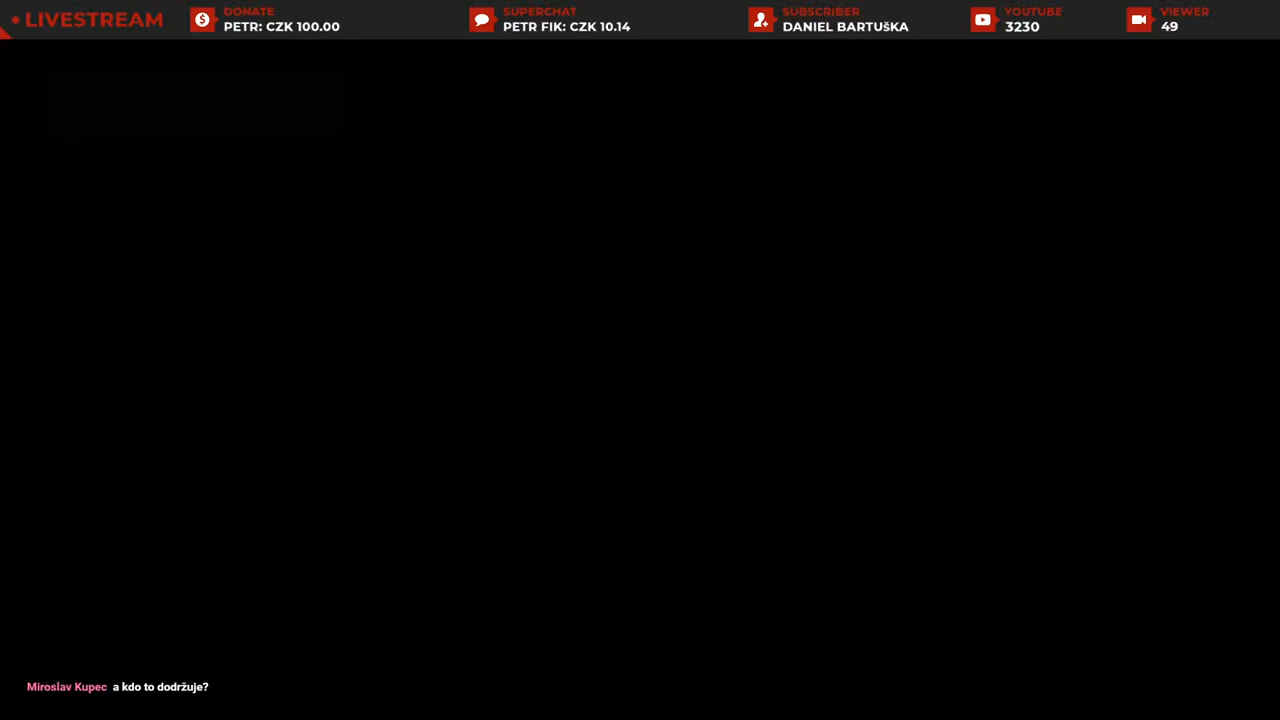 LIVESTREAM
DONATE
PETR: CZK 100.00
SUPERCHAT
PETR FIK: CZK 10.14
SUBSCRIBER
DANIEL BARTUšKA
YOUTUBE
3230
VIEWER
49
Miroslav Kupec a kdo to dodržuje?